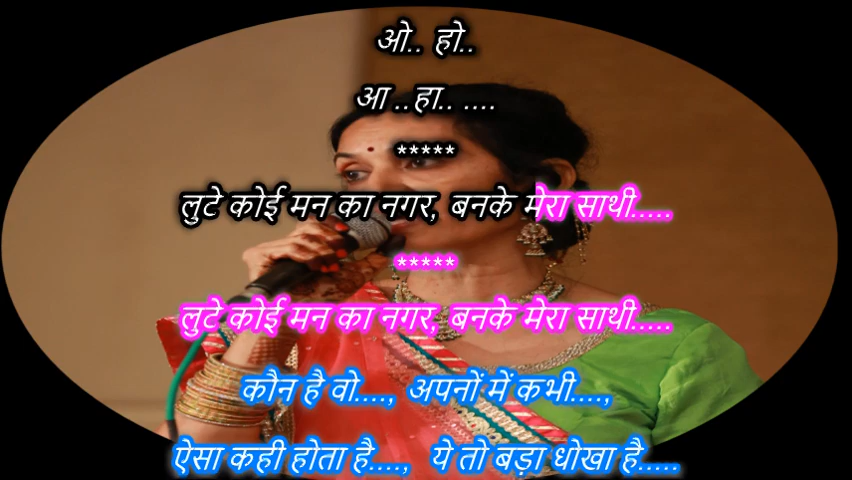 ओ.. हो..
आ ..हा.. ....
*****
लुटे कोई मन का नगर, बनके मेरा साथी.....
*****
लुटे कोई मन का नगर, बनके मेरा साथी.....
कौन है वो...., अपनों में कभी....,
ऐसा कही होता है...., ये तो बड़ा धोखा है.....